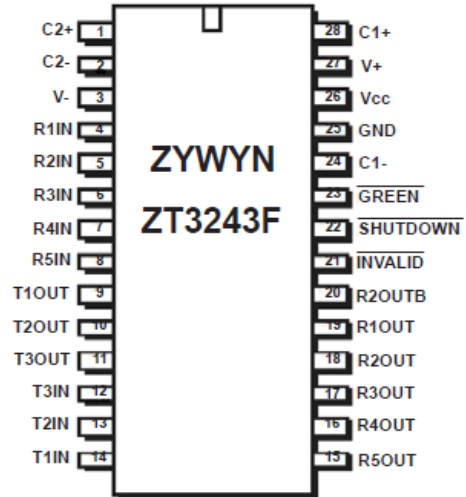 C2+ 1 28 C1+
C2- 2 27 V+
V- 3 26 Vcc
R1IN 4 25 GND
R2IN 5 24 C1-
R3IN 6 23 GREEN
R4IN 7 22 SHUTDOWN
R5IN 8 21 INVALID
T1OUT 9 20 R2OUTB
T2OUT 10 19 R1OUT
T3OUT 11 18 R2OUT
T3IN 12 17 R3OUT
T2IN 13 16 R4OUT
T1IN 14 15 R5OUT
ZYWYN
ZT3243F